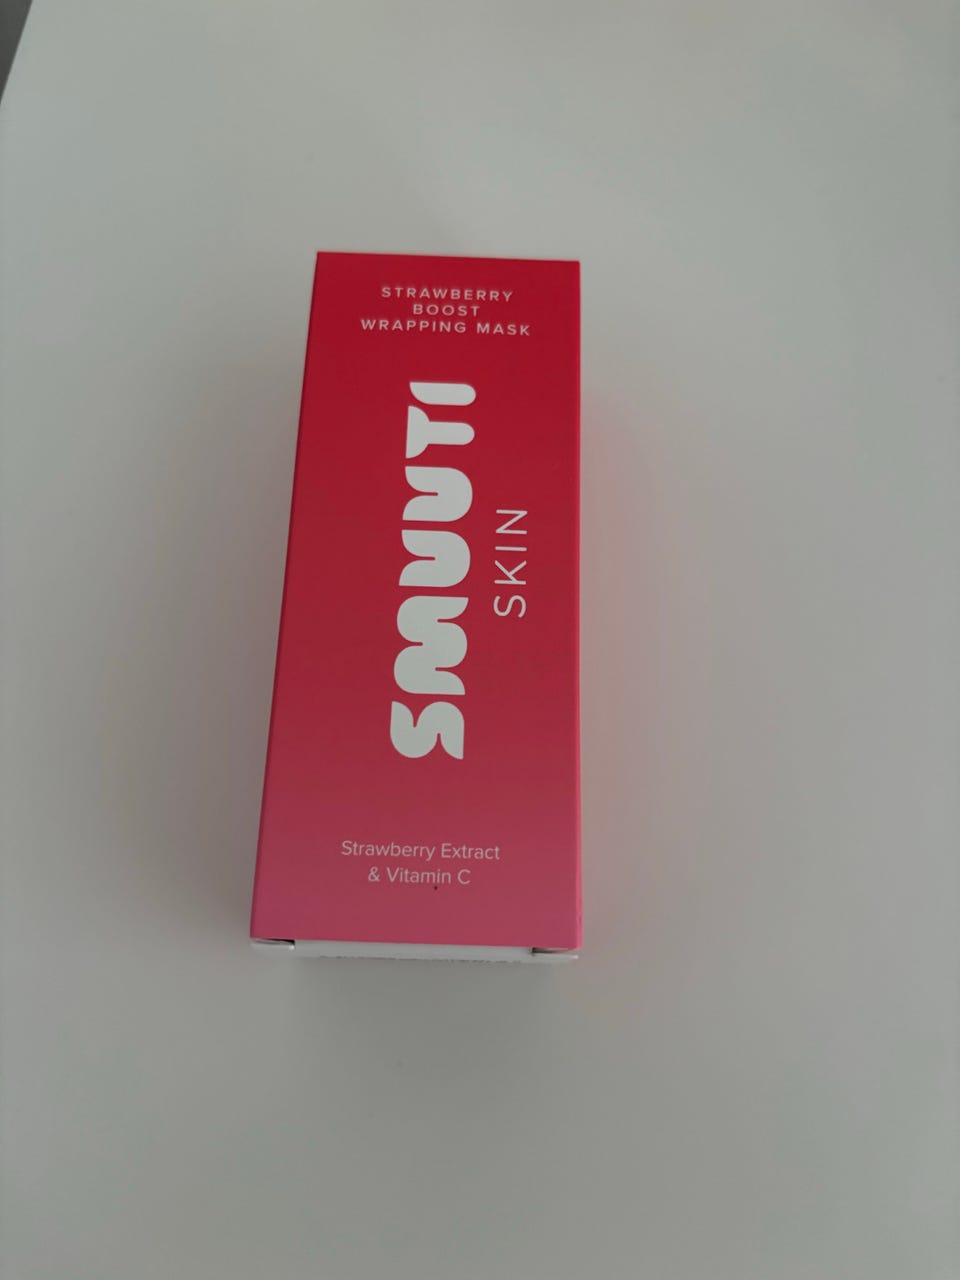 STRAWBERRY
BOOST
WRAPPING MASK
SMUUTI
SKIN
Strawberry Extract
& Vitamin C